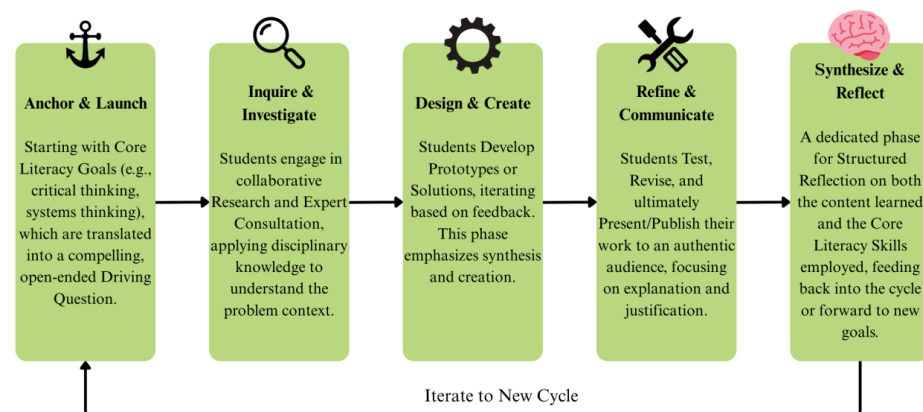 Anchor & Launch
Starting with Core
Literacy Goals (e.g.,
critical thinking,
systems thinking),
which are translated
into a compelling,
open-ended Driving
Question.
Inquire &
Investigate
Students engage in
collaborative
Research and Expert
Consultation,
applying disciplinary
knowledge to
understand the
problem context.
Design & Create
Students Develop
Prototypes or
Solutions, iterating
based on feedback.
This phase
emphasizes synthesis
and creation.
Refine &
Communicate
Students Test,
Revise, and
ultimately
Present/Publish their
work to an authentic
audience, focusing
on explanation and
justification.
Synthesize &
Reflect
A dedicated phase
for Structured
Reflection on both
the content learned
and the Core
Literacy Skills
employed, feeding
back into the cycle
or forward to new
goals.
Iterate to New Cycle